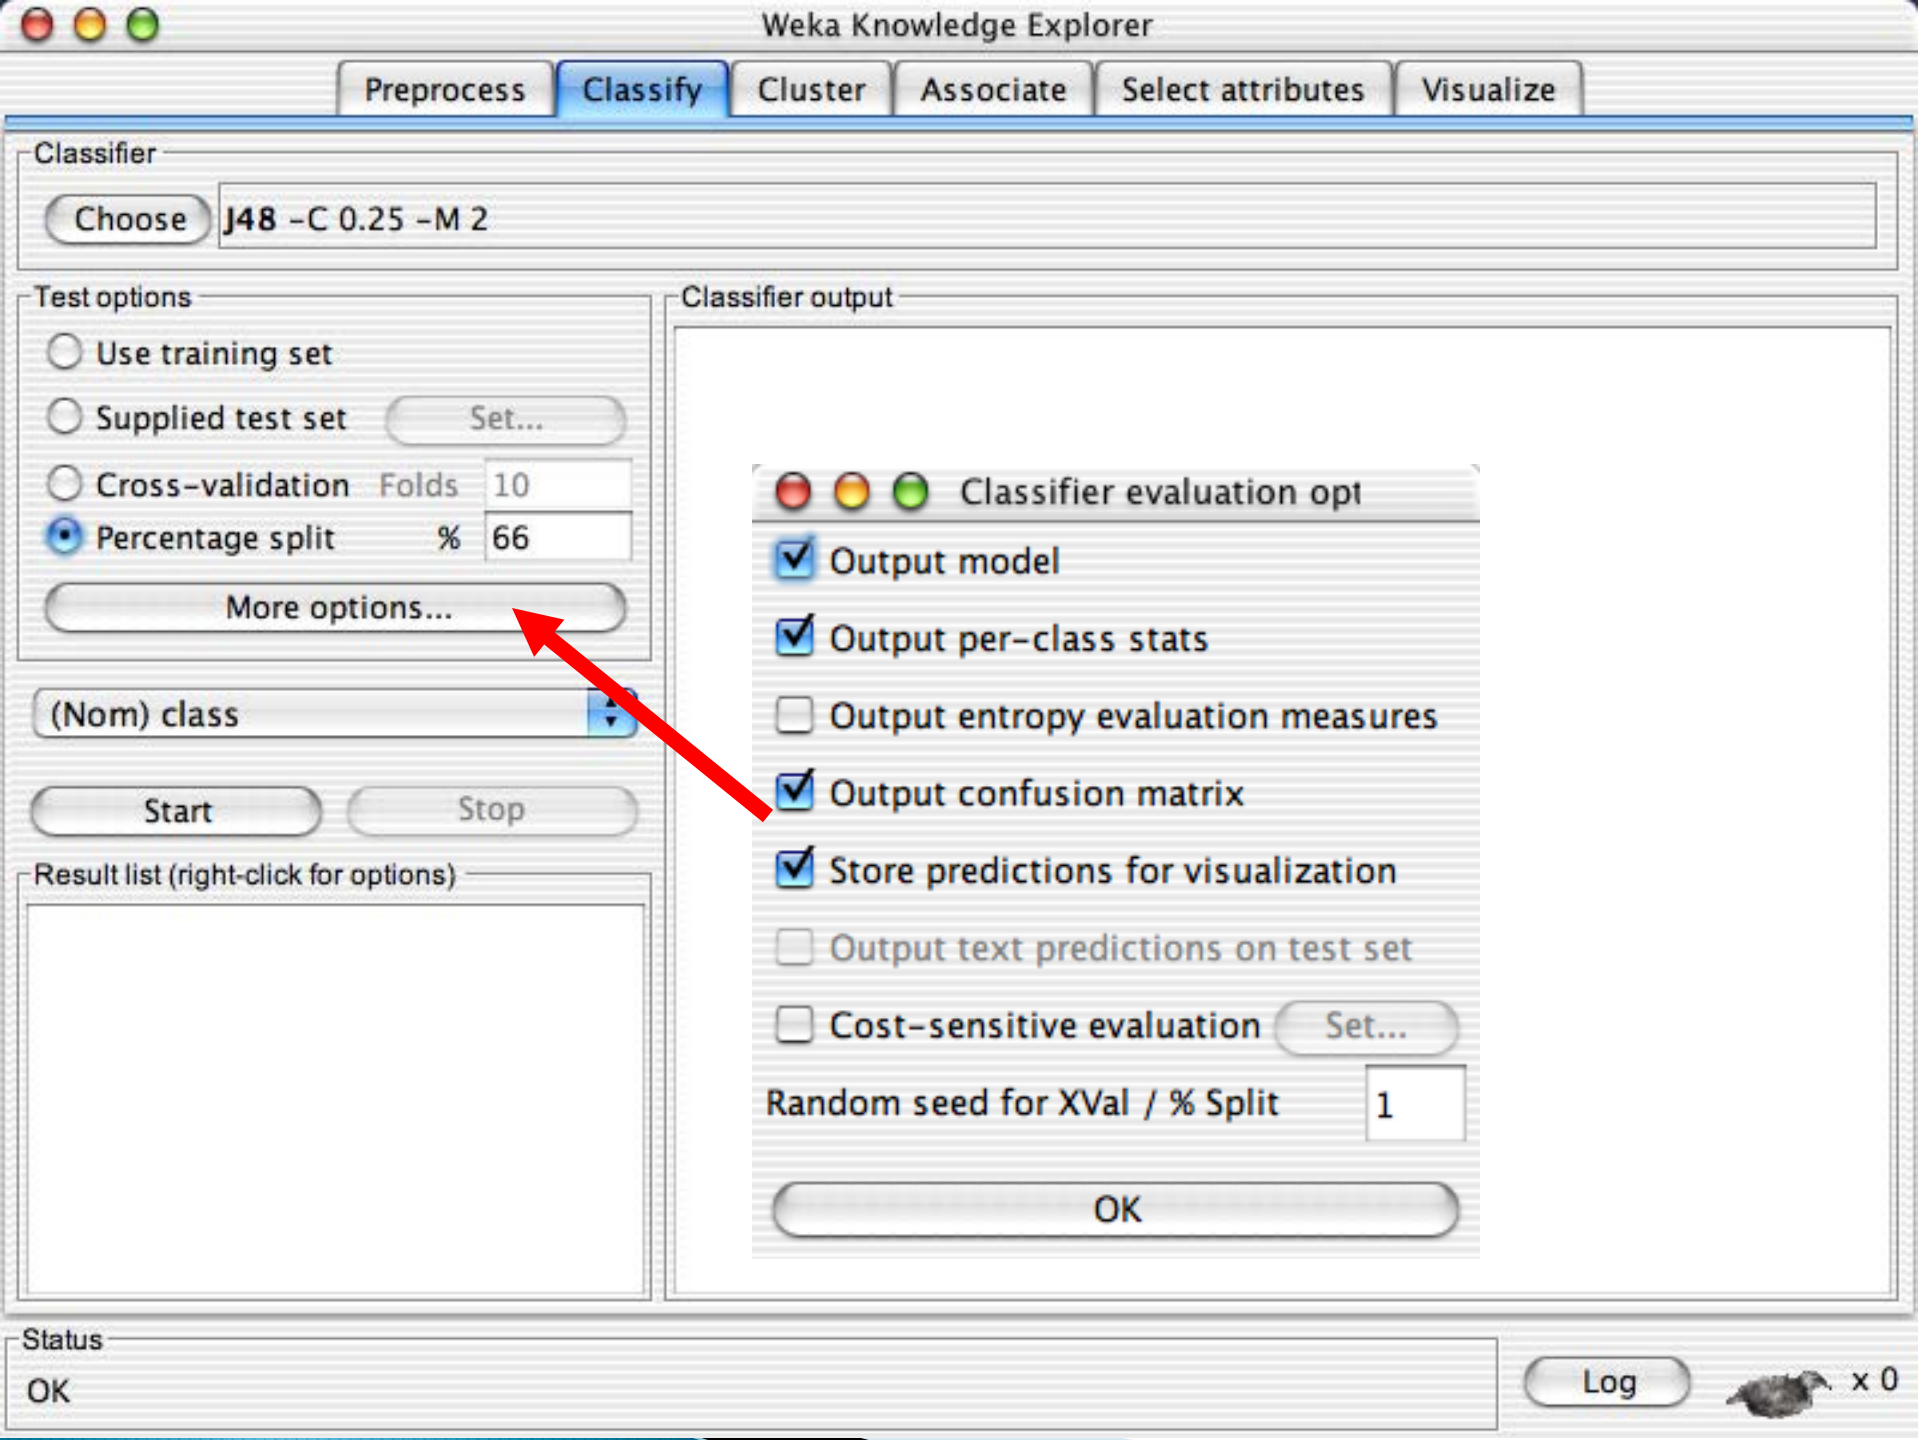 Weka Knowledge Explorer
Preprocess Classify Cluster Associate Select attributes Visualize
Classifier
Choose J48 -C 0.25 -M 2
Test options
Use training set
Supplied test set Set...
Cross-validation Folds 10
Percentage split % 66
More options...
(Nom) class
Start Stop
Result list (right-click for options)
Classifier output
Classifier evaluation opt
Output model
Output per-class stats
Output entropy evaluation measures
Output confusion matrix
Store predictions for visualization
Output text predictions on test set
Cost-sensitive evaluation Set...
Random seed for XVal / % Split 1
OK
Status
OK
Log x 0